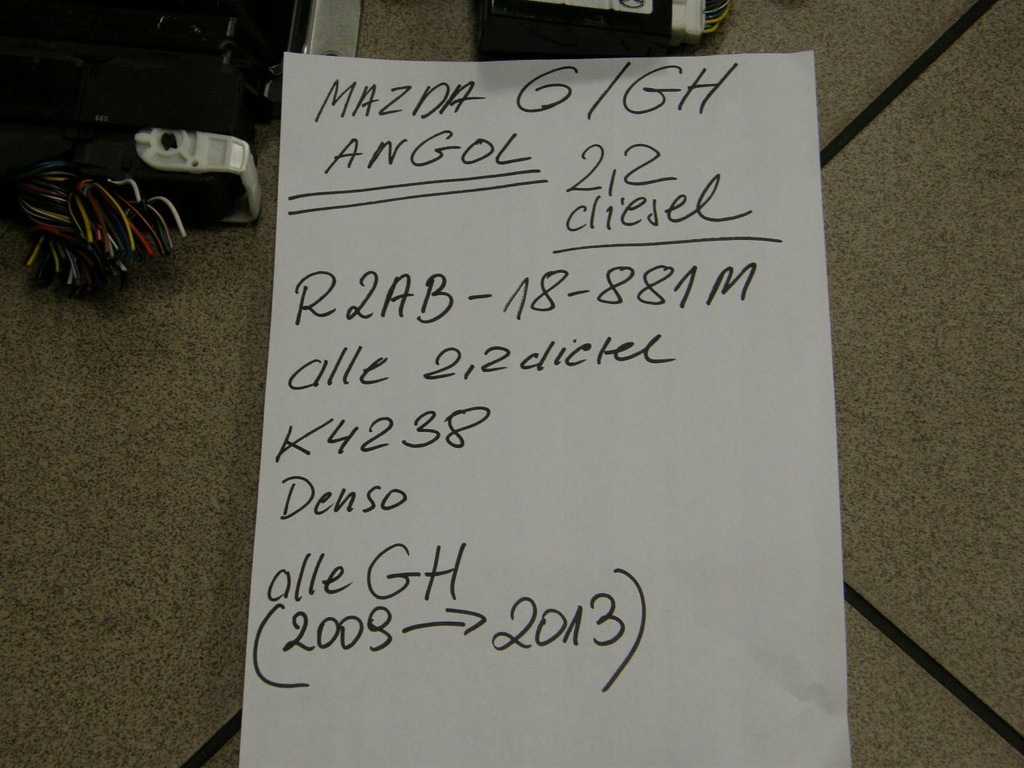 MAZDA 6/GH
ANGOL
2,2
diesel
R2AB-18-881M
alle 2,2 diesel
K4238
Denso
alle GH
(2009 → 2013)